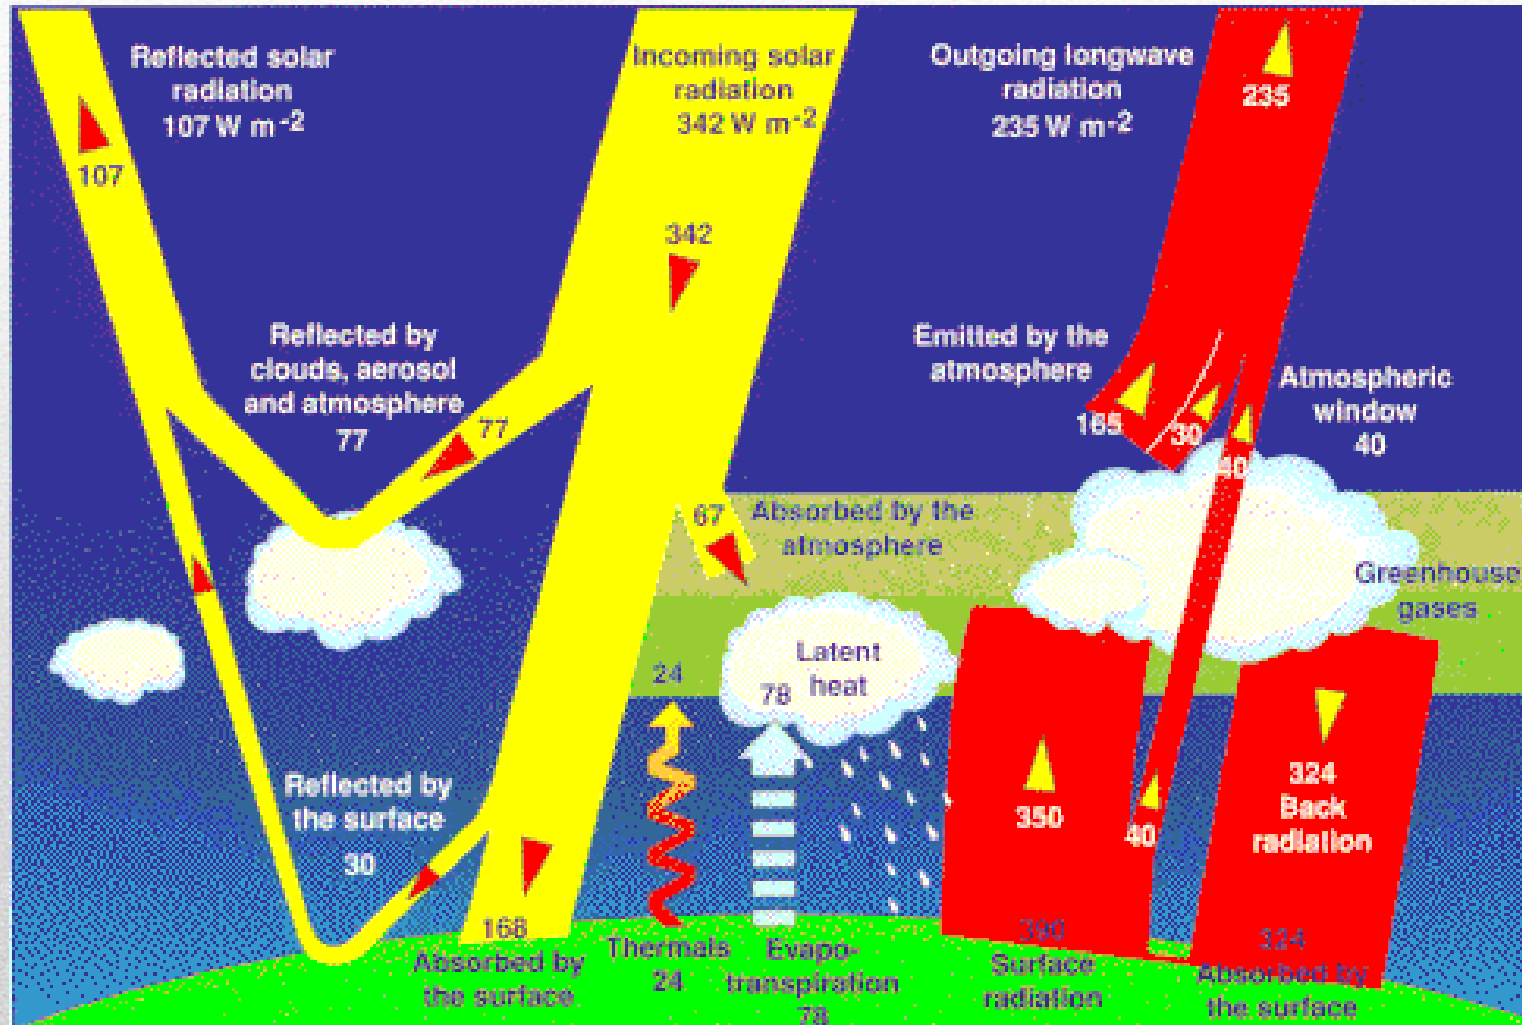 Reflected solar
radiation
107 W m-2
107
Incoming solar
radiation
342 W m-2
342
Outgoing longwave
radiation
235 W m-2
235
Reflected by
clouds, aerosol
and atmosphere
77
77
Emitted by the
atmosphere
165
30
40
Atmospheric
window
40
67
Absorbed by the
atmosphere
Greenhouse
gases
Latent
heat
78
24
350
40
324
Back
radiation
Reflected by
the surface
30
168
Absorbed by
the surface
Thermals
24
Evapo-
transpiration
78
390
Surface
radiation
324
Absorbed by
the surface